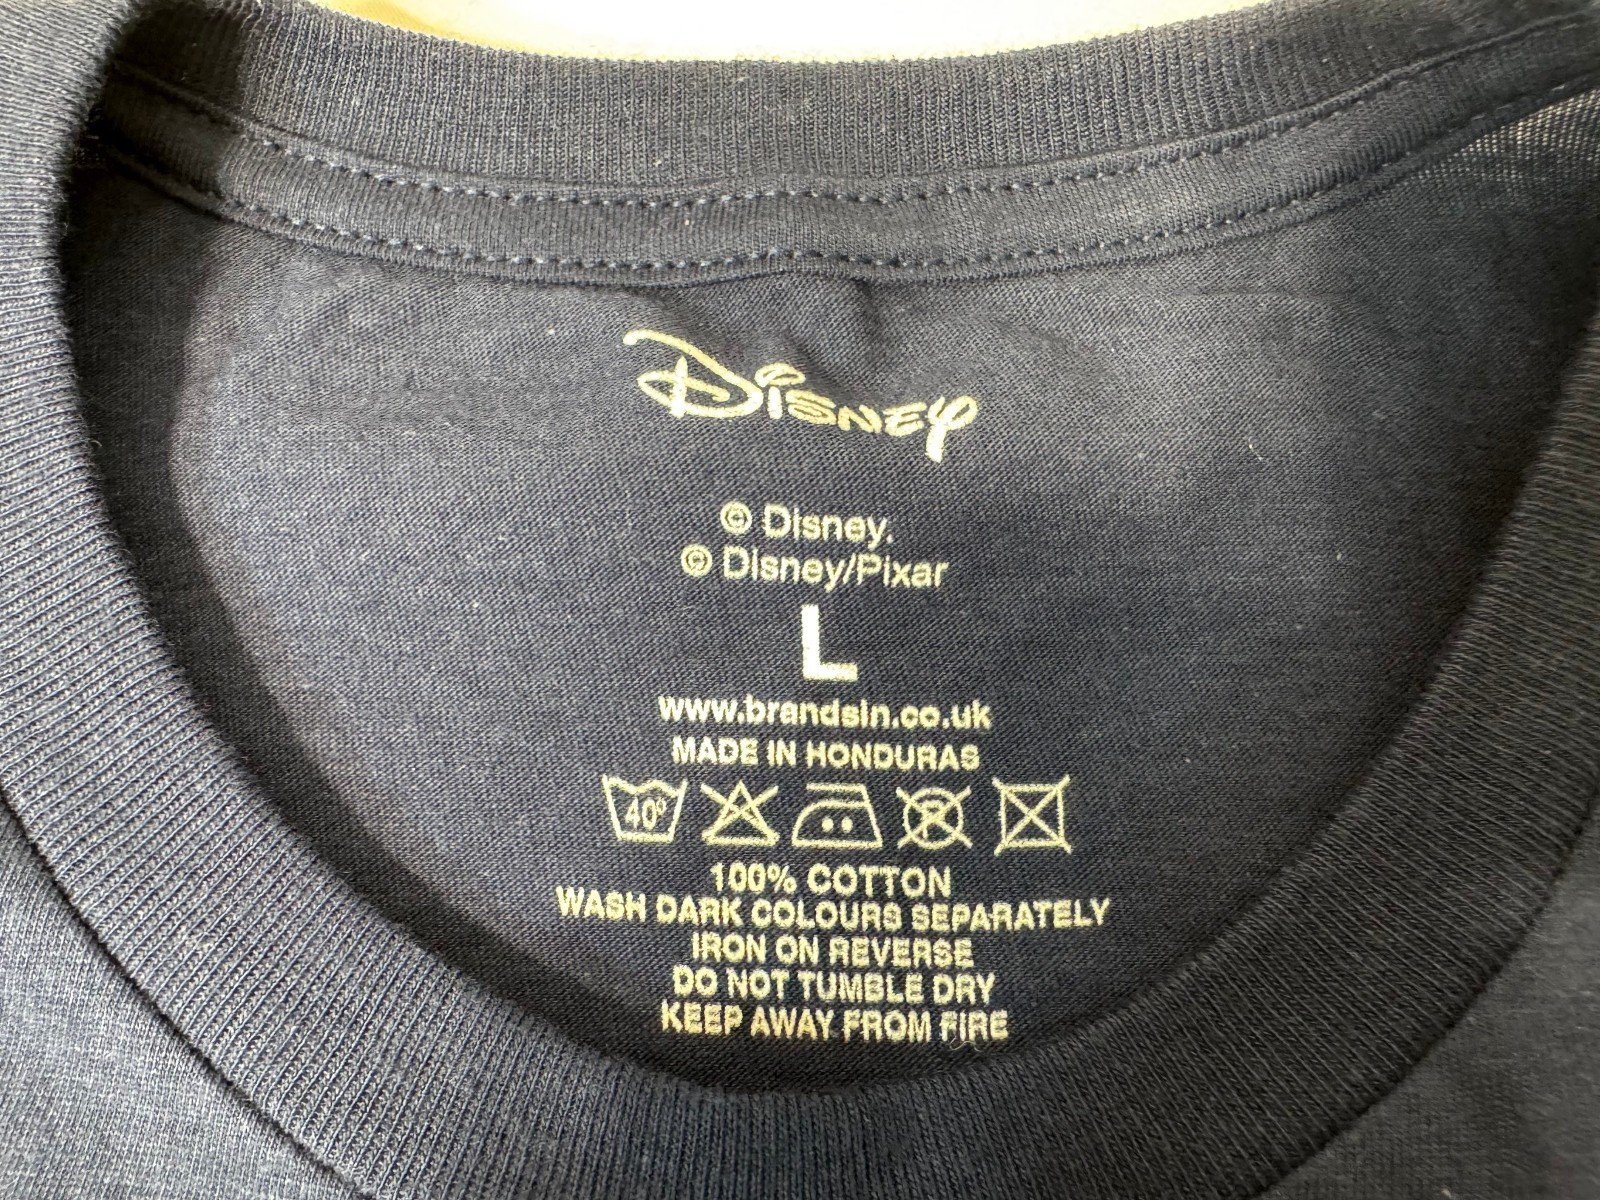 Disney
© Disney.
© Disney/Pixar
L
www.brandsin.co.uk
MADE IN HONDURAS
40°
P
100% COTTON
WASH DARK COLOURS SEPARATELY
IRON ON REVERSE
DO NOT TUMBLE DRY
KEEP AWAY FROM FIRE